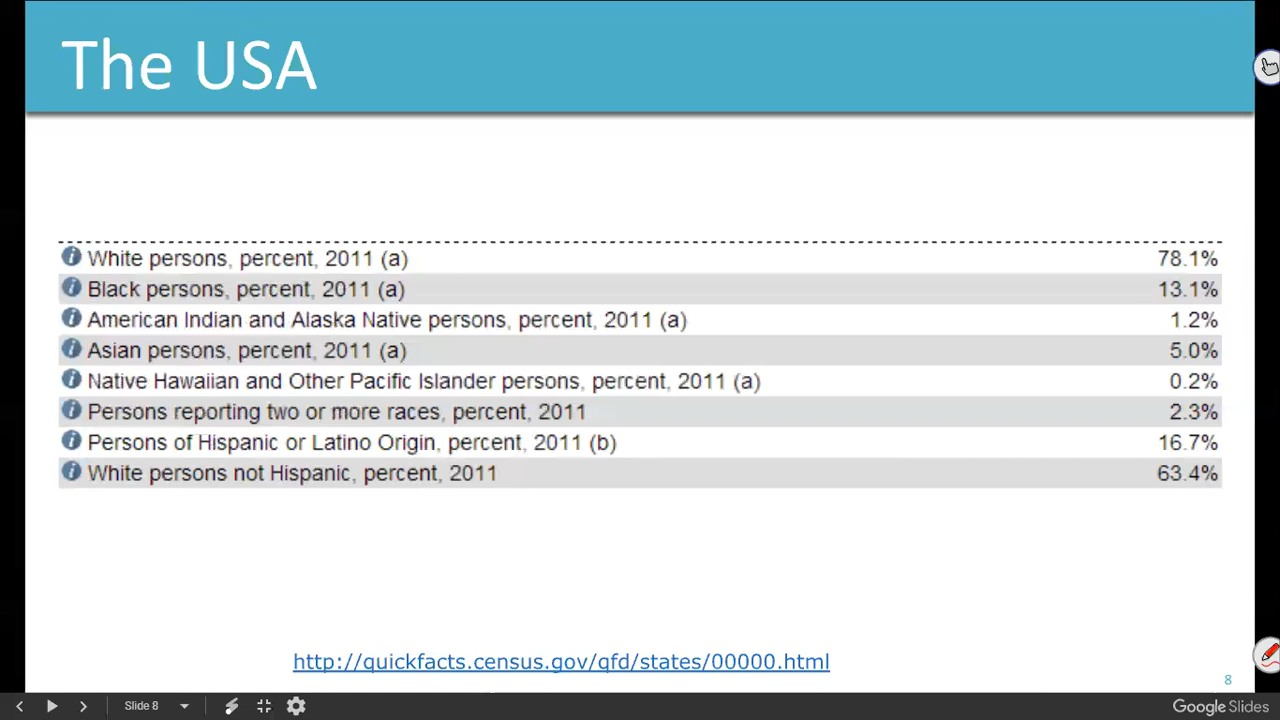 The USA
White persons, percent, 2011 (a) 78.1%
Black persons, percent, 2011 (a) 13.1%
American Indian and Alaska Native persons, percent, 2011 (a) 1.2%
Asian persons, percent, 2011 (a) 5.0%
Native Hawaiian and Other Pacific Islander persons, percent, 2011 (a) 0.2%
Persons reporting two or more races, percent, 2011 2.3%
Persons of Hispanic or Latino Origin, percent, 2011 (b) 16.7%
White persons not Hispanic, percent, 2011 63.4%
http://quickfacts.census.gov/qfd/states/00000.html
8
Slide 8
Google Slides